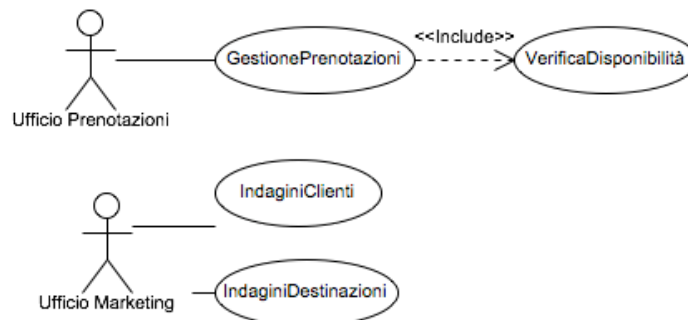 <<Include>>
GestionePrenotazioni
VerificaDisponibilità
Ufficio Prenotazioni
IndaginiClienti
IndaginiDestinazioni
Ufficio Marketing